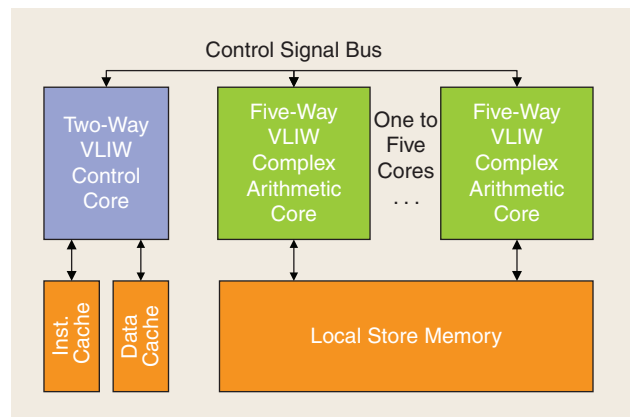 Control Signal Bus
Two-Way
VLIW
Control
Core
Five-Way
VLIW
Complex
Arithmetic
Core
One to
Five
Cores
. . .
Five-Way
VLIW
Complex
Arithmetic
Core
Inst.
Cache
Data
Cache
Local Store Memory